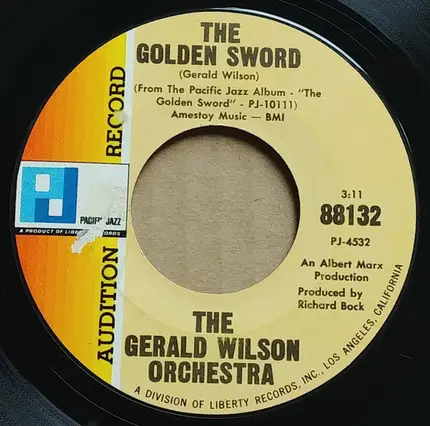 THE
GOLDEN SWORD
(Gerald Wilson)
(From The Pacific Jazz Album - "The
Golden Sword" - PJ-10111)
Amestoy Music — BMI
AUDITION RECORD
PJ
PACIFIC JAZZ
A PRODUCT OF LIBERTY RECORDS
3:11
88132
PJ-4532
An Albert Marx
Production
Produced by
Richard Bock
THE
GERALD WILSON
ORCHESTRA
A DIVISION OF LIBERTY RECORDS, INC., LOS ANGELES, CALIFORNIA